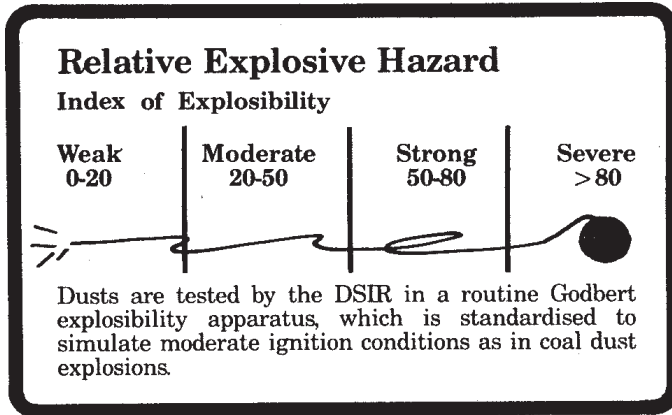 Relative Explosive Hazard
Index of Explosibility
Weak Moderate Strong Severe
0-20 20-50 50-80 >80
Dusts are tested by the DSIR in a routine Godbert
explosibility apparatus, which is standardised to
simulate moderate ignition conditions as in coal dust
explosions.